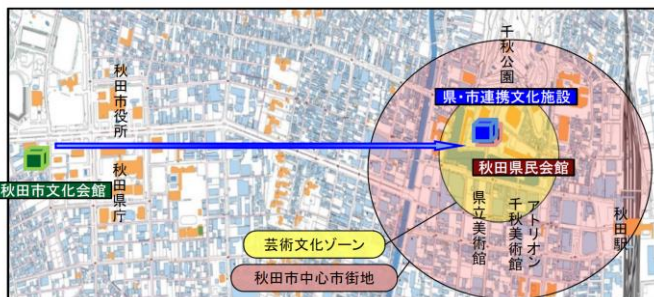 千秋公園
県・市連携文化施設
秋田市役所
秋田市文化会館
秋田県庁
秋田県民会館
県立美術館
千秋美術館
アトリオン
秋田駅
芸術文化ゾーン
秋田市中心市街地